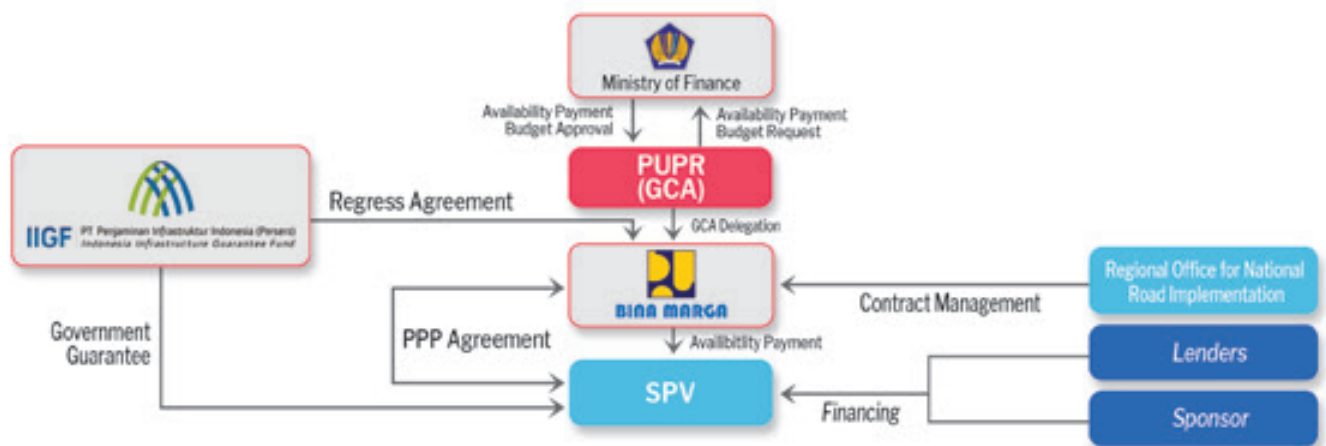 Ministry of Finance
Availability Payment
Budget Approval
Availability Payment
Budget Request
PUPR
(GCA)
IIGF PT Penjaminan Infrastruktur Indonesia (Persero)
Indonesia Infrastructure Guarantee Fund
Regress Agreement
GCA Delegation
BINA MARGA
Regional Office for National
Road Implementation
Contract Management
Government
Guarantee
PPP Agreement
Availibitlity Payment
Lenders
SPV
Financing
Sponsor